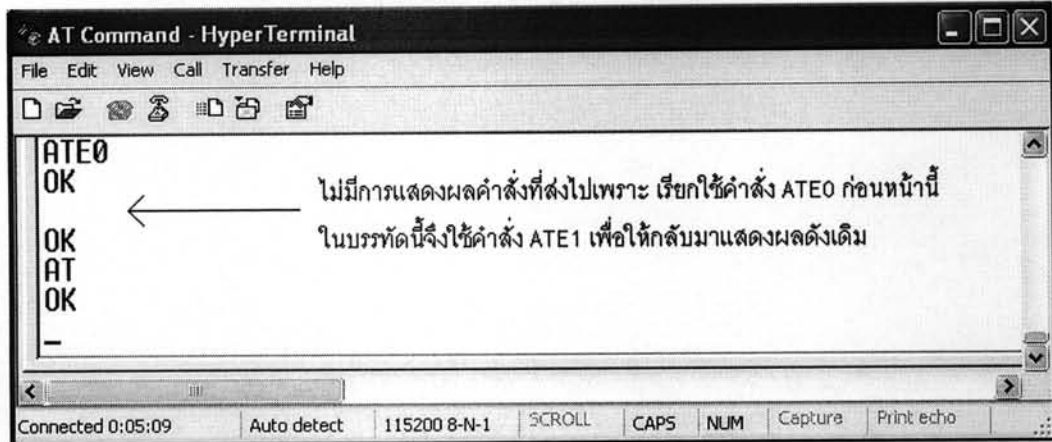 AT Command - HyperTerminal
File Edit View Call Transfer Help
ATE0
OK
ไม่มีการแสดงผลคำสั่งที่ส่งไปเพราะ เรียกใช้คำสั่ง ATE0 ก่อนหน้านี้
ในบรรทัดนี้จึงใช้คำสั่ง ATE1 เพื่อให้กลับมาแสดงผลดังเดิม
OK
AT
OK
Connected 0:05:09 Auto detect 115200 8-N-1 SCROLL CAPS NUM Capture Print echo